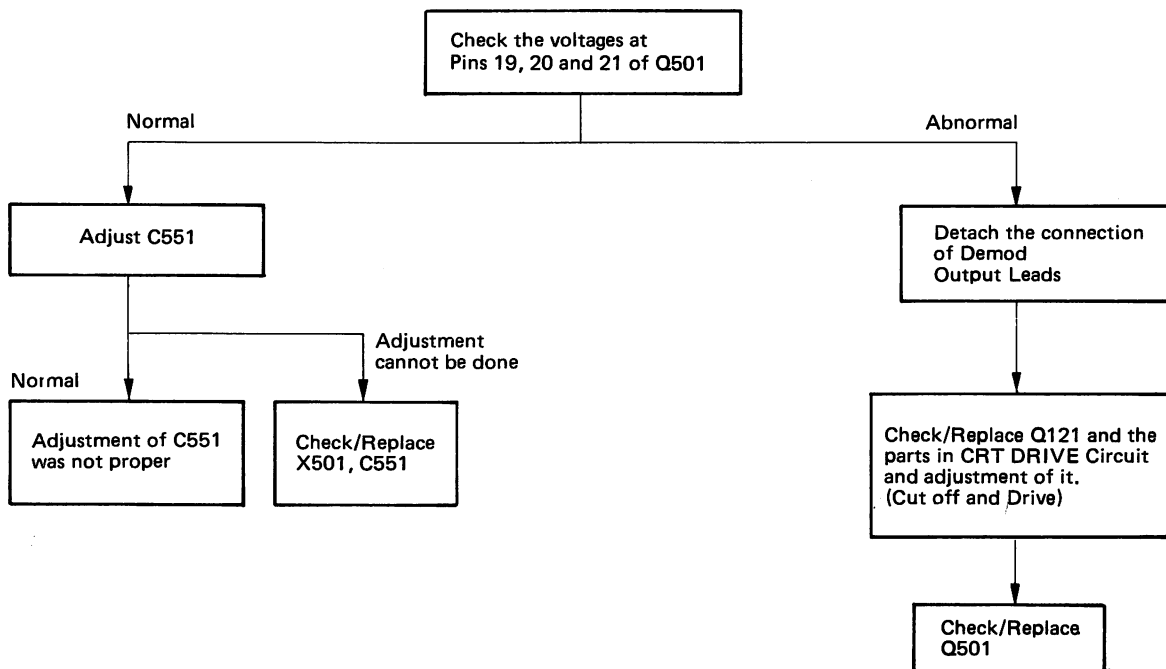 Check the voltages at
Pins 19, 20 and 21 of Q501
Normal
Abnormal
Adjust C551
Detach the connection
of Demod
Output Leads
Adjustment
cannot be done
Normal
Adjustment of C551
was not proper
Check/Replace
X501, C551
Check/Replace Q121 and the
parts in CRT DRIVE Circuit
and adjustment of it.
(Cut off and Drive)
Check/Replace
Q501